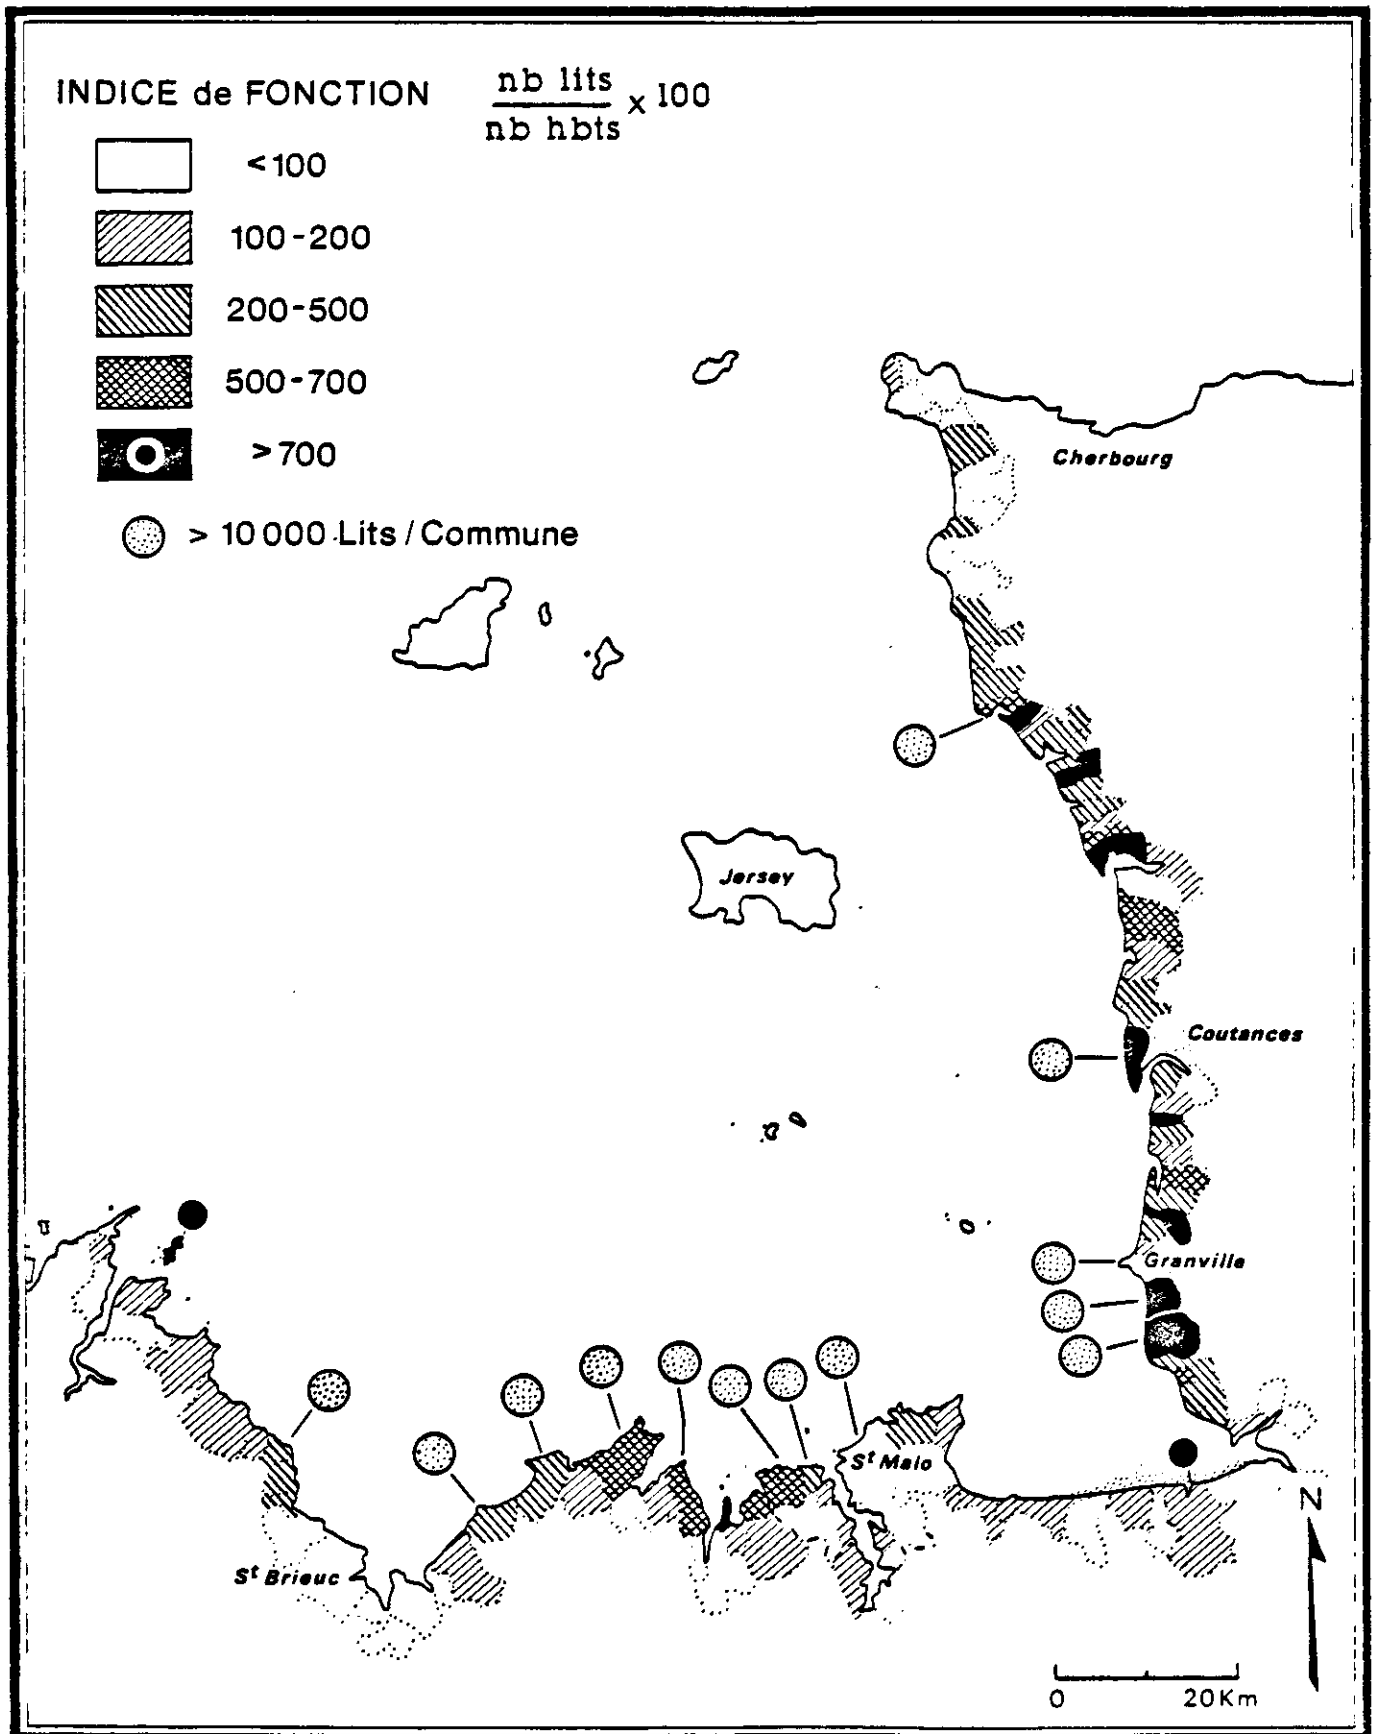 INDICE de FONCTION nb lits / nb hbts x 100
<100
100-200
200-500
500-700
>700
> 10 000 Lits / Commune
Cherbourg
Jersey
Coutances
Granville
St Malo
N
St Brieuc
0 20Km